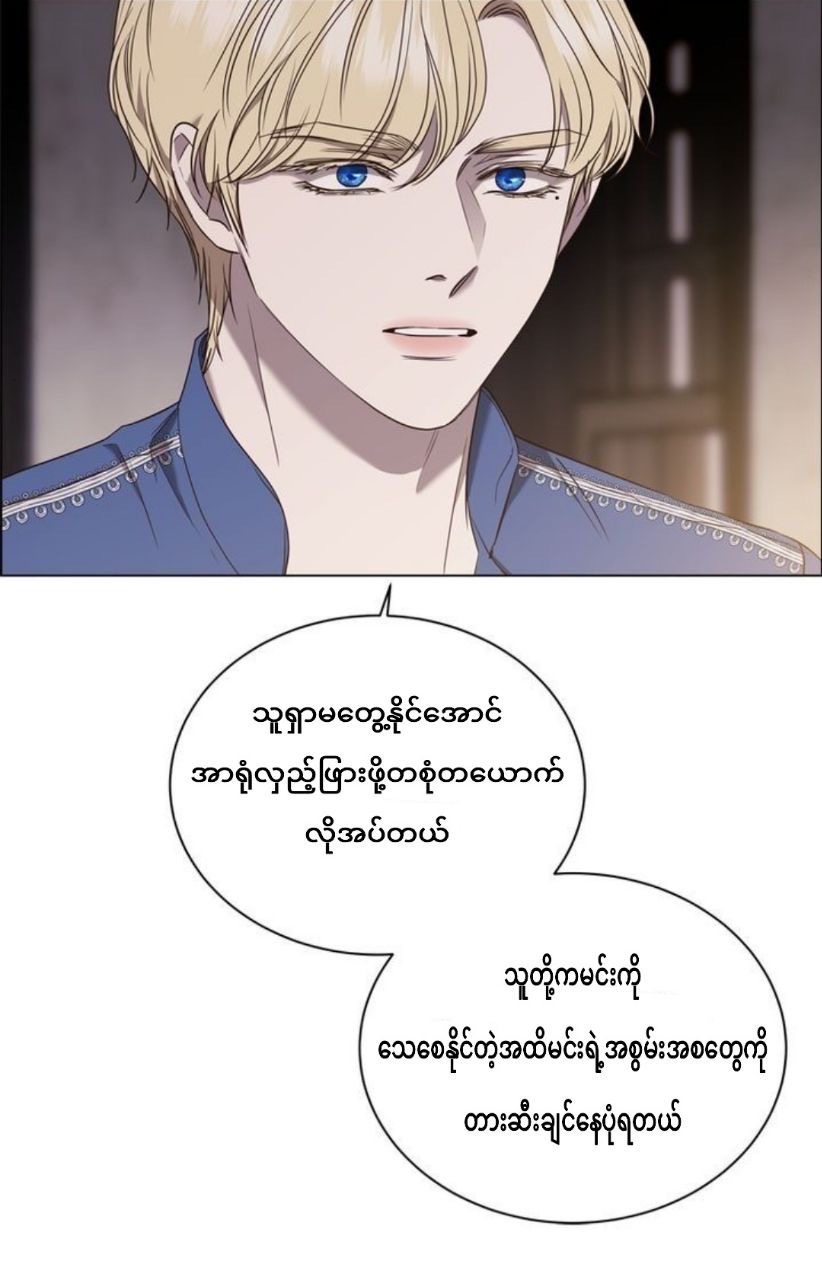 သူရှာမတွေ့နိုင်အောင်
အာရုံလှည့်ဖြားဖို့တစုံတယောက်
လိုအပ်တယ်
သူတို့ကမင်းကို
သေစေနိုင်တဲ့အထိမင်းရဲ့အစွမ်းအစတွေကို
တားဆီးချင်နေပုံရတယ်